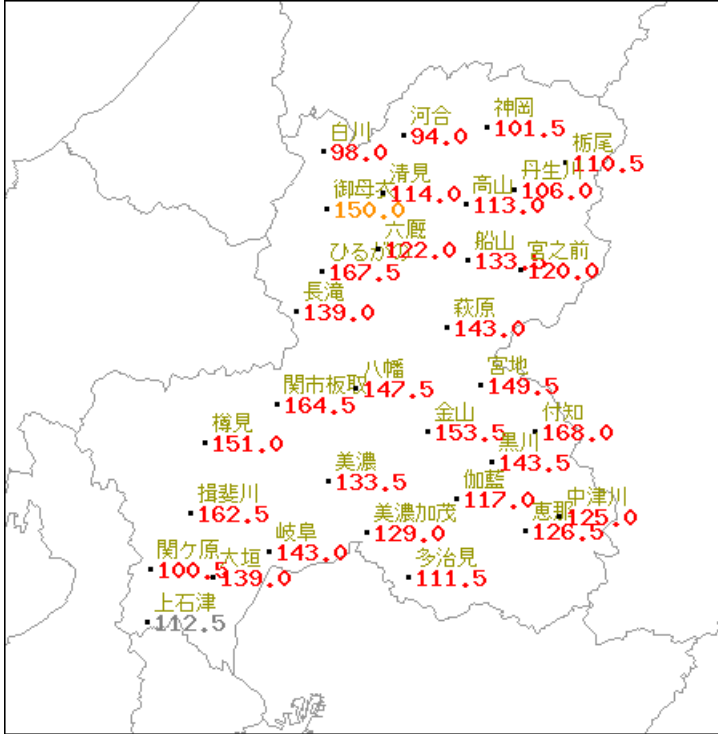 神岡
101.5
河合
94.0
白川
98.0
栃尾
110.5
丹生川
106.0
清見
114.0
高山
113.0
御母衣
150.0
六厩
122.0
船山
133.5
宮之前
120.0
ひるがの
167.5
長滝
139.0
萩原
143.0
八幡
147.5
宮地
149.5
関市板取
164.5
金山
153.5
付知
168.0
樽見
151.0
黒川
143.5
美濃
133.5
伽藍
117.0
揖斐川
162.5
中津川
125.0
恵那
126.5
美濃加茂
129.0
岐阜
143.0
関ケ原
100.5
大垣
139.0
多治見
111.5
上石津
112.5